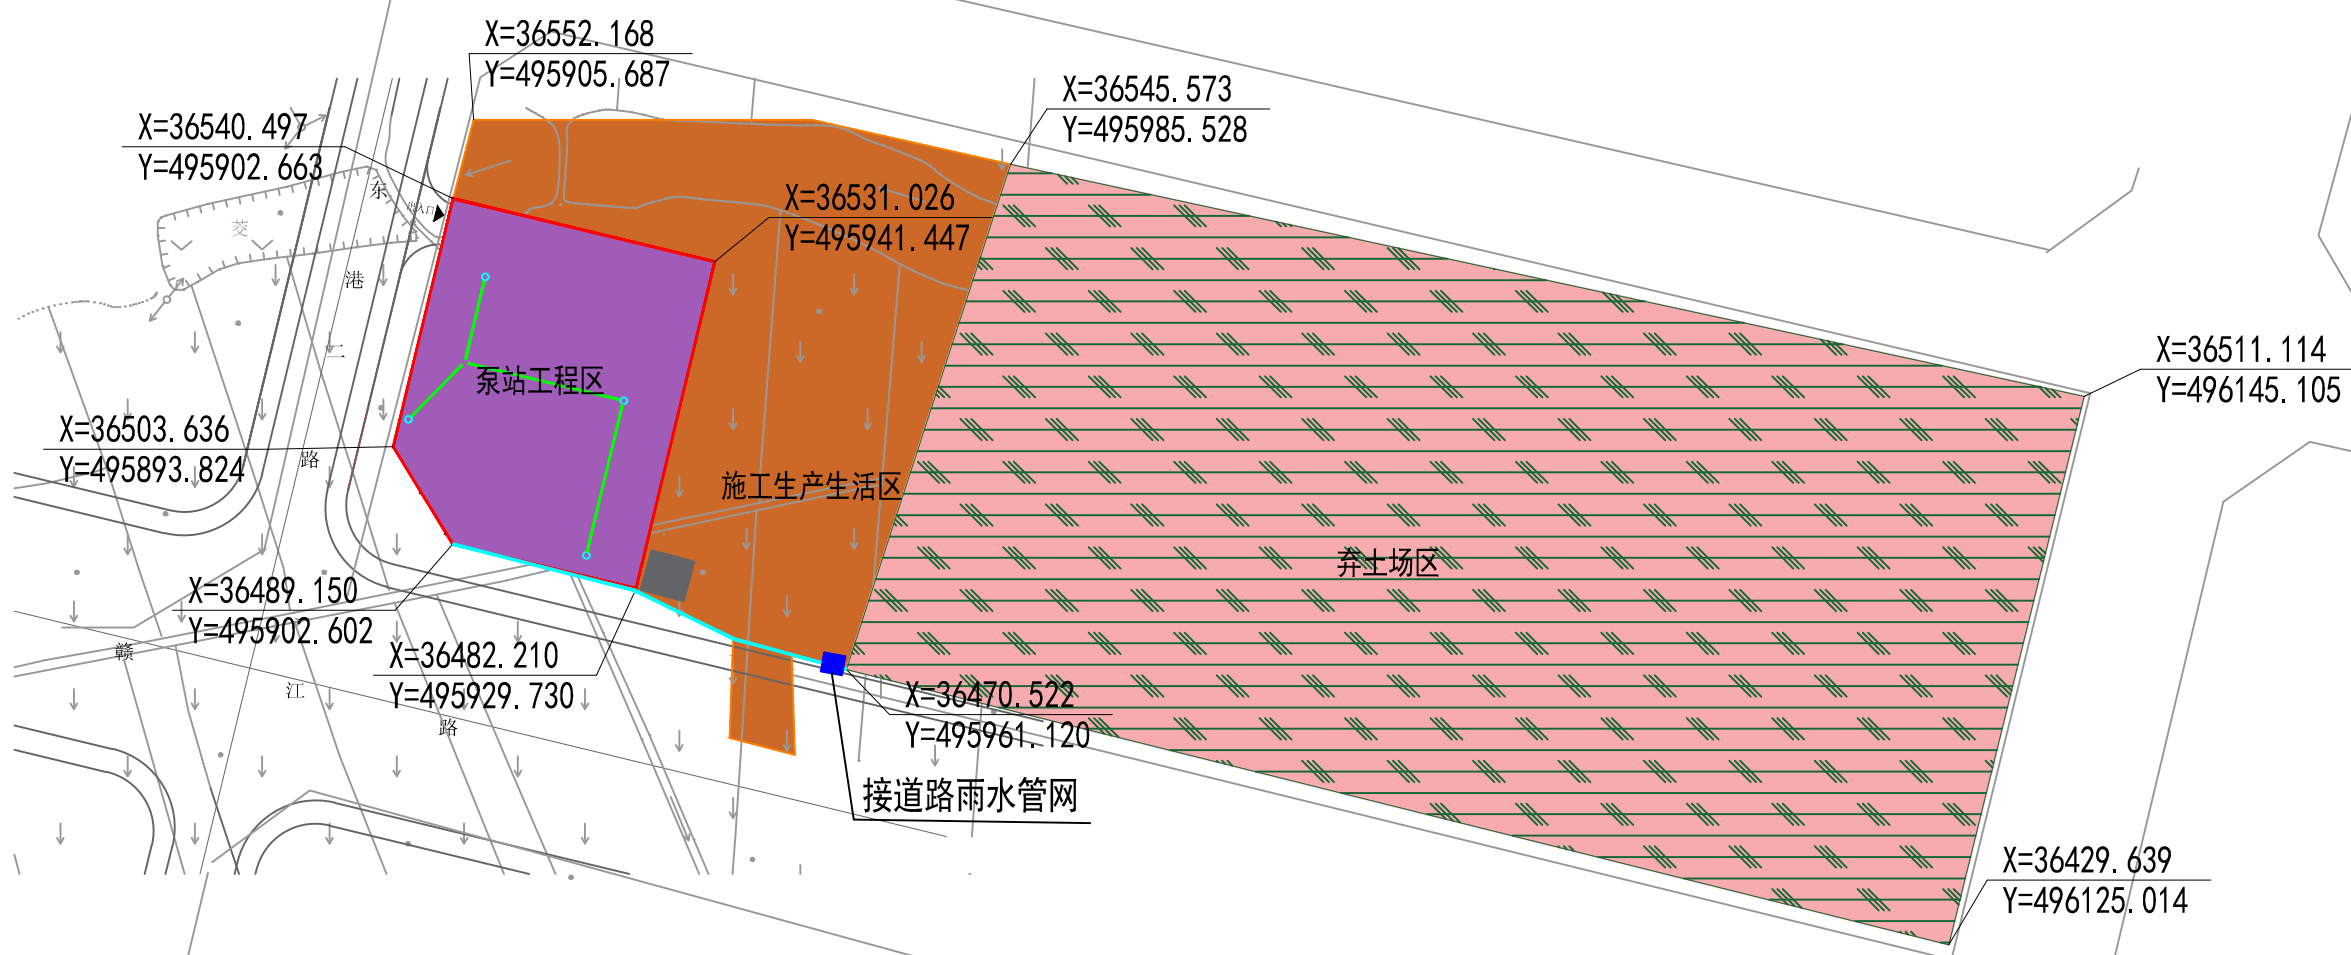 X=36552.168
Y=495905.687
X=36545.573
Y=495985.528
X=36540.497
Y=495902.663
东
出入口
X=36531.026
Y=495941.447
茭
港
二
X=36511.114
Y=496145.105
泵站工程区
X=36503.636
Y=495893.824
路
施工生产生活区
弃土场区
X=36489.150
Y=495902.602
赣
X=36482.210
Y=495929.730
江
X=36470.522
Y=495961.120
路
接道路雨水管网
X=36429.639
Y=496125.014